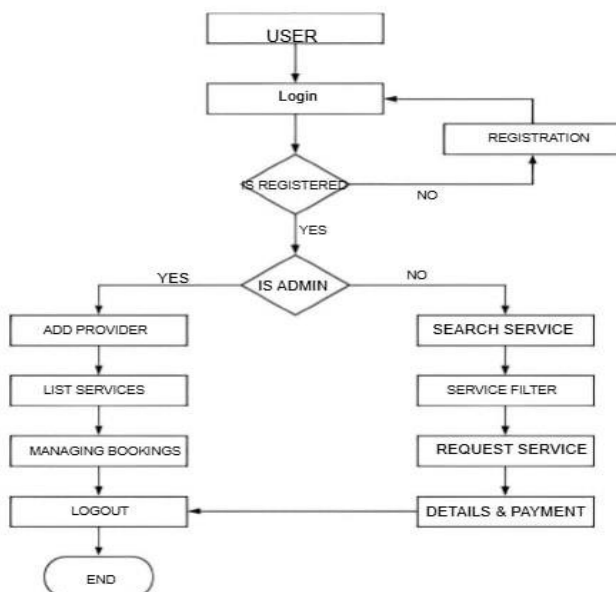 USER
Login
REGISTRATION
IS REGISTERED
NO
YES
YES
IS ADMIN
NO
ADD PROVIDER
SEARCH SERVICE
LIST SERVICES
SERVICE FILTER
MANAGING BOOKINGS
REQUEST SERVICE
LOGOUT
DETAILS & PAYMENT
END